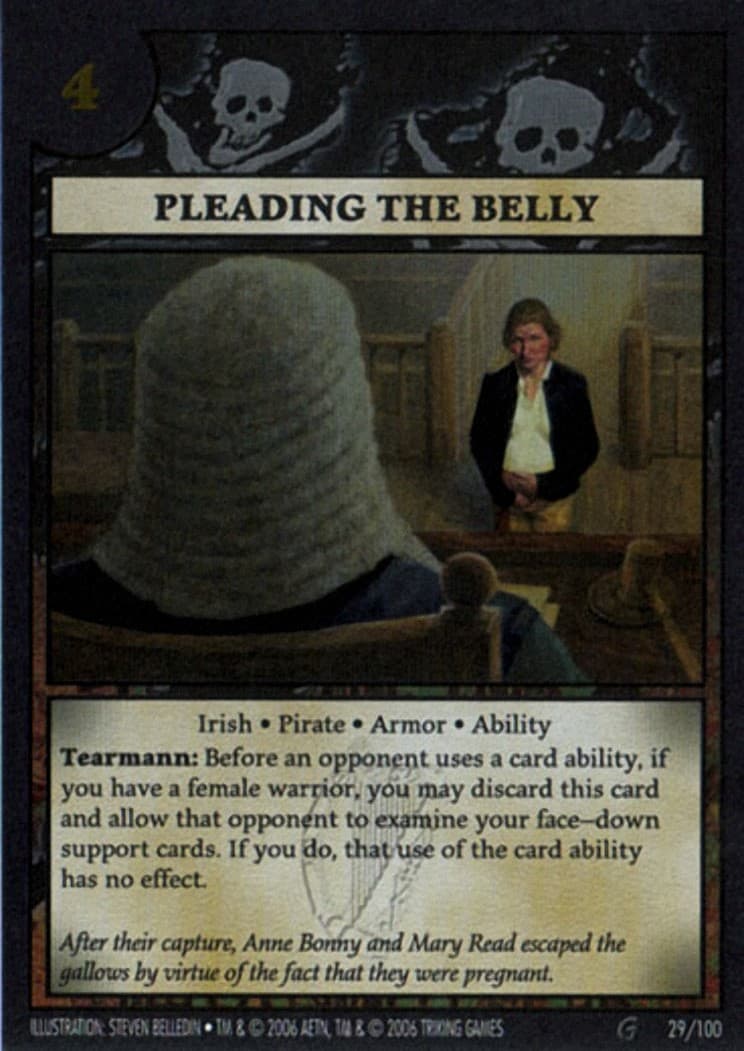 4
PLEADING THE BELLY
Irish • Pirate • Armor • Ability
Tearmann: Before an opponent uses a card ability, if
you have a female warrior, you may discard this card
and allow that opponent to examine your face–down
support cards. If you do, that use of the card ability
has no effect.
After their capture, Anne Bonny and Mary Read escaped the
gallows by virtue of the fact that they were pregnant.
ILLUSTRATION: STEVEN BELLEDIN • TM & © 2006 AETN, TM & © 2006 TRIKING GAMES G 29/100